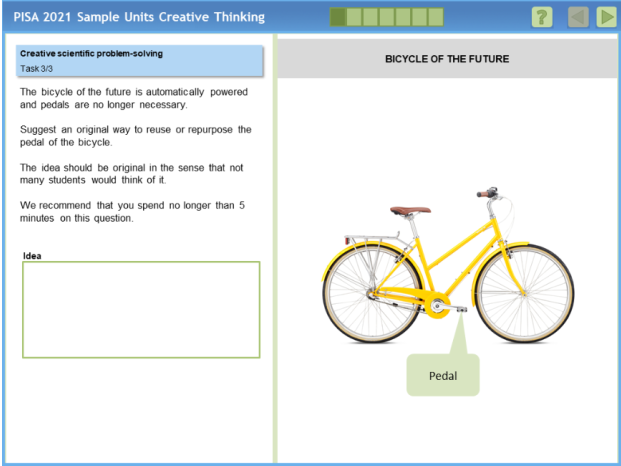 PISA 2021 Sample Units Creative Thinking
?
Creative scientific problem-solving
Task 3/3
The bicycle of the future is automatically powered
and pedals are no longer necessary.
Suggest an original way to reuse or repurpose the
pedal of the bicycle.
The idea should be original in the sense that not
many students would think of it.
We recommend that you spend no longer than 5
minutes on this question.
Idea
BICYCLE OF THE FUTURE
Pedal